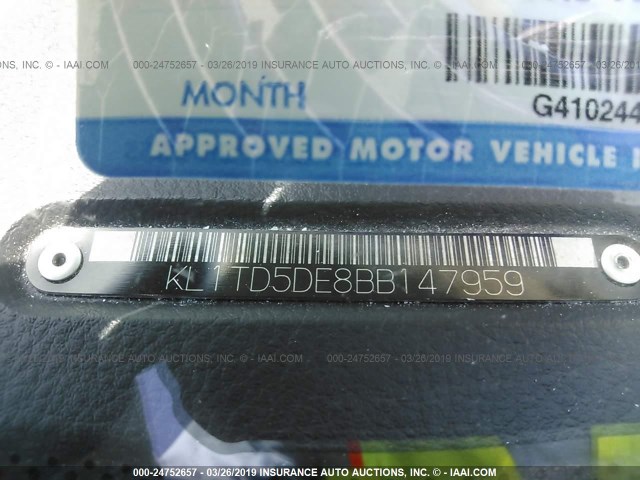 MONTH
G410244
APPROVED MOTOR VEHICLE
000-24752657 - 03/26/2019 INSURANCE AUTO AUCTIONS, INC. - © IAAI.COM
KL1TD5DE8BB147959
000-24752657 - 03/26/2019 INSURANCE AUTO AUCTIONS, INC. - © IAAI.COM
000-24752657 - 03/26/2019 INSURANCE AUTO AUCTIONS, INC. - © IAAI.COM